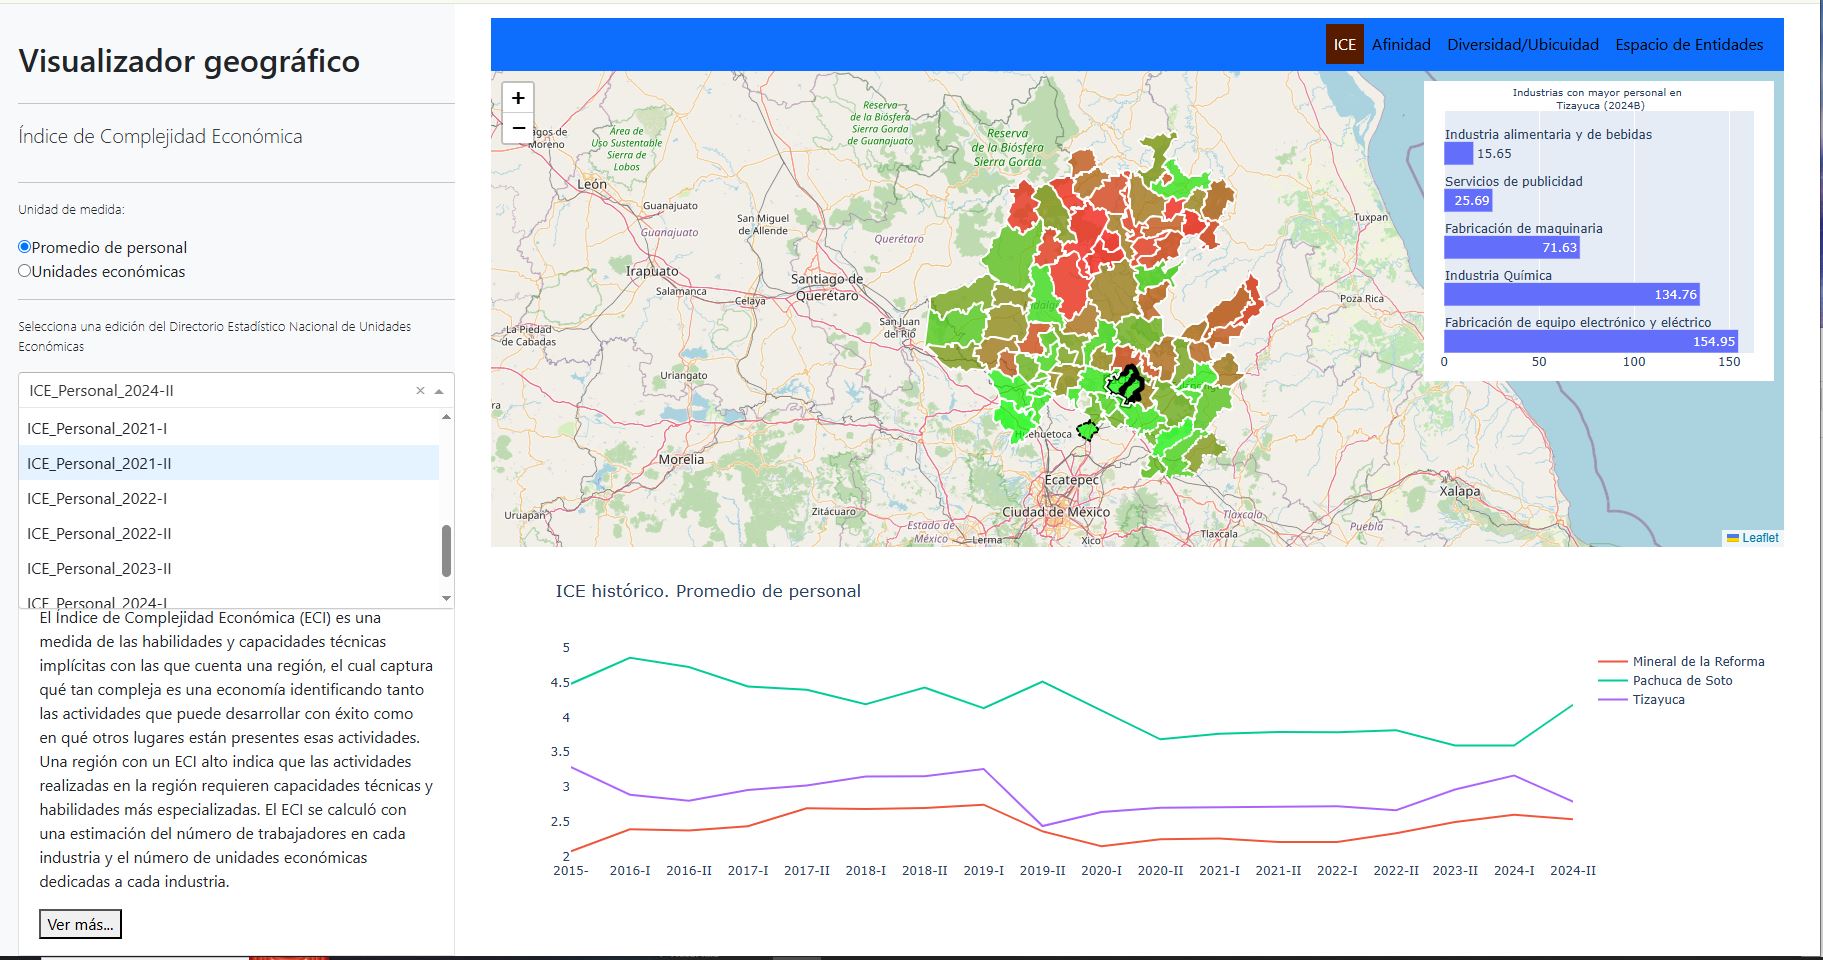 Visualizador geográfico
Índice de Complejidad Económica
Unidad de medida:
Promedio de personal
Unidades económicas
Selecciona una edición del Directorio Estadístico Nacional de Unidades
Económicas
ICE_Personal_2024-II
ICE_Personal_2021-I
ICE_Personal_2021-II
ICE_Personal_2022-I
ICE_Personal_2022-II
ICE_Personal_2023-II
ICE_Personal_2024-I
El Índice de Complejidad Económica (ECI) es una
medida de las habilidades y capacidades técnicas
implícitas con las que cuenta una región, el cual captura
qué tan compleja es una economía identificando tanto
las actividades que puede desarrollar con éxito como
en qué otros lugares están presentes esas actividades.
Una región con un ECI alto indica que las actividades
realizadas en la región requieren capacidades técnicas y
habilidades más especializadas. El ECI se calculó con
una estimación del número de trabajadores en cada
industria y el número de unidades económicas
dedicadas a cada industria.
Ver más...
ICE Afinidad Diversidad/Ubicuidad Espacio de Entidades
+
−
agos de
Moreno
Área de
Uso Sustentable
Sierra de
Lobos
Reserva
de la Biósfera
Sierra Gorda
de Guanajuato
Reserva
de la Biósfera
Sierra Gorda
León
Guanajuato
Guanajuato
San Miguel
de Allende
Querétaro
Tuxpan
Irapuato
Salamanca
Celaya
Santiago de
Querétaro
Poza Rica
La Piedad
de Cabadas
San Juan
del Río
Uriangato
Huehuetoca
Morelia
Ecatepec
Xalapa
Uruapan
Zitácuaro
Ciudad de México
Estado de
México
Lerma
Xico
Tlaxcala
Tlaxcala
Puebla
Leaflet
Industrias con mayor personal en
Tizayuca (2024B)
Industria alimentaria y de bebidas
15.65
Servicios de publicidad
25.69
Fabricación de maquinaria
71.63
Industria Química
134.76
Fabricación de equipo electrónico y eléctrico
154.95
0 50 100 150
ICE histórico. Promedio de personal
5
4.5
4
3.5
3
2.5
2
2015- 2016-I 2016-II 2017-I 2017-II 2018-I 2018-II 2019-I 2019-II 2020-I 2020-II 2021-I 2021-II 2022-I 2022-II 2023-II 2024-I 2024-II
Mineral de la Reforma
Pachuca de Soto
Tizayuca